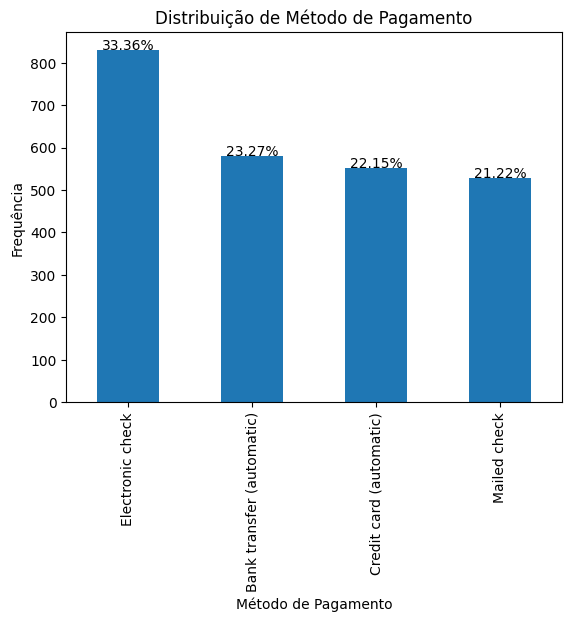 Distribuição de Método de Pagamento
Frequência
800
700
600
500
400
300
200
100
0
33.36%
23.27%
22.15%
21.22%
Electronic check
Bank transfer (automatic)
Credit card (automatic)
Mailed check
Método de Pagamento